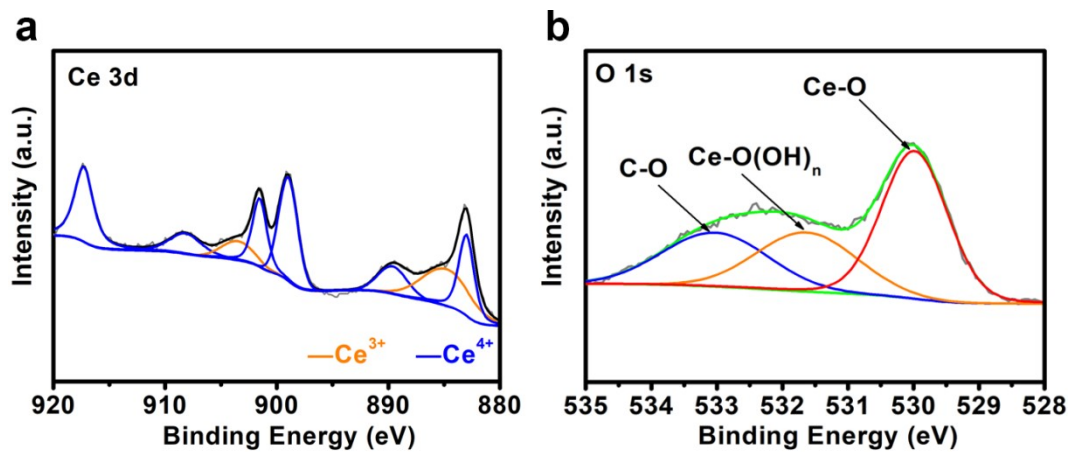 a
Ce 3d
Intensity (a.u.)
—Ce³⁺ —Ce⁴⁺
920 910 900 890 880
Binding Energy (eV)
b
O 1s
Ce-O
Ce-O(OH)ₙ
C-O
Intensity (a.u.)
535 534 533 532 531 530 529 528
Binding Energy (eV)